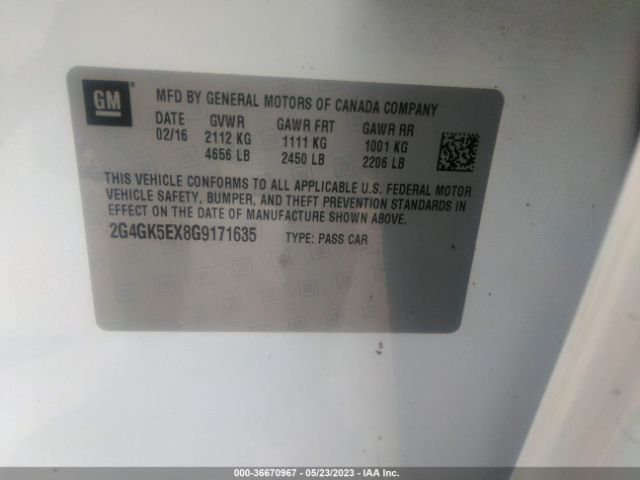 GM
MFD BY GENERAL MOTORS OF CANADA COMPANY
DATE GVWR GAWR FRT GAWR RR
02/16 2112 KG 1111 KG 1001 KG
4656 LB 2450 LB 2206 LB
THIS VEHICLE CONFORMS TO ALL APPLICABLE U.S. FEDERAL MOTOR
VEHICLE SAFETY, BUMPER, AND THEFT PREVENTION STANDARDS IN
EFFECT ON THE DATE OF MANUFACTURE SHOWN ABOVE.
2G4GK5EX8G9171635 TYPE: PASS CAR
000-36670967 - 05/23/2023 - IAA Inc.